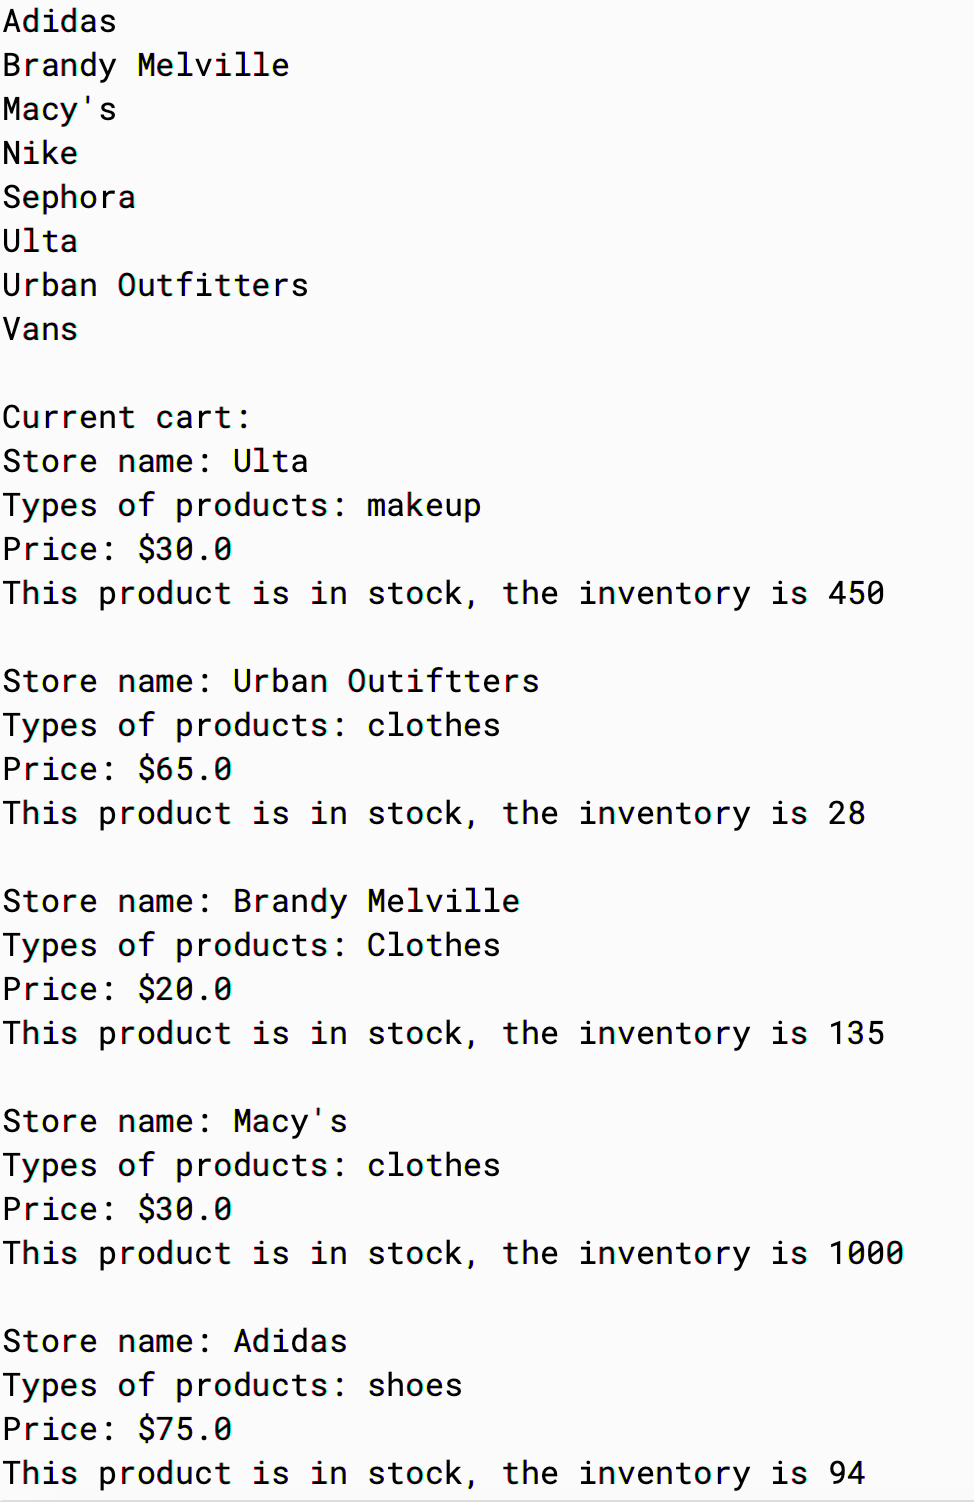 Adidas
Brandy Melville
Macy's
Nike
Sephora
Ulta
Urban Outfitters
Vans
Current cart:
Store name: Ulta
Types of products: makeup
Price: $30.0
This product is in stock, the inventory is 450
Store name: Urban Outiftters
Types of products: clothes
Price: $65.0
This product is in stock, the inventory is 28
Store name: Brandy Melville
Types of products: Clothes
Price: $20.0
This product is in stock, the inventory is 135
Store name: Macy's
Types of products: clothes
Price: $30.0
This product is in stock, the inventory is 1000
Store name: Adidas
Types of products: shoes
Price: $75.0
This product is in stock, the inventory is 94